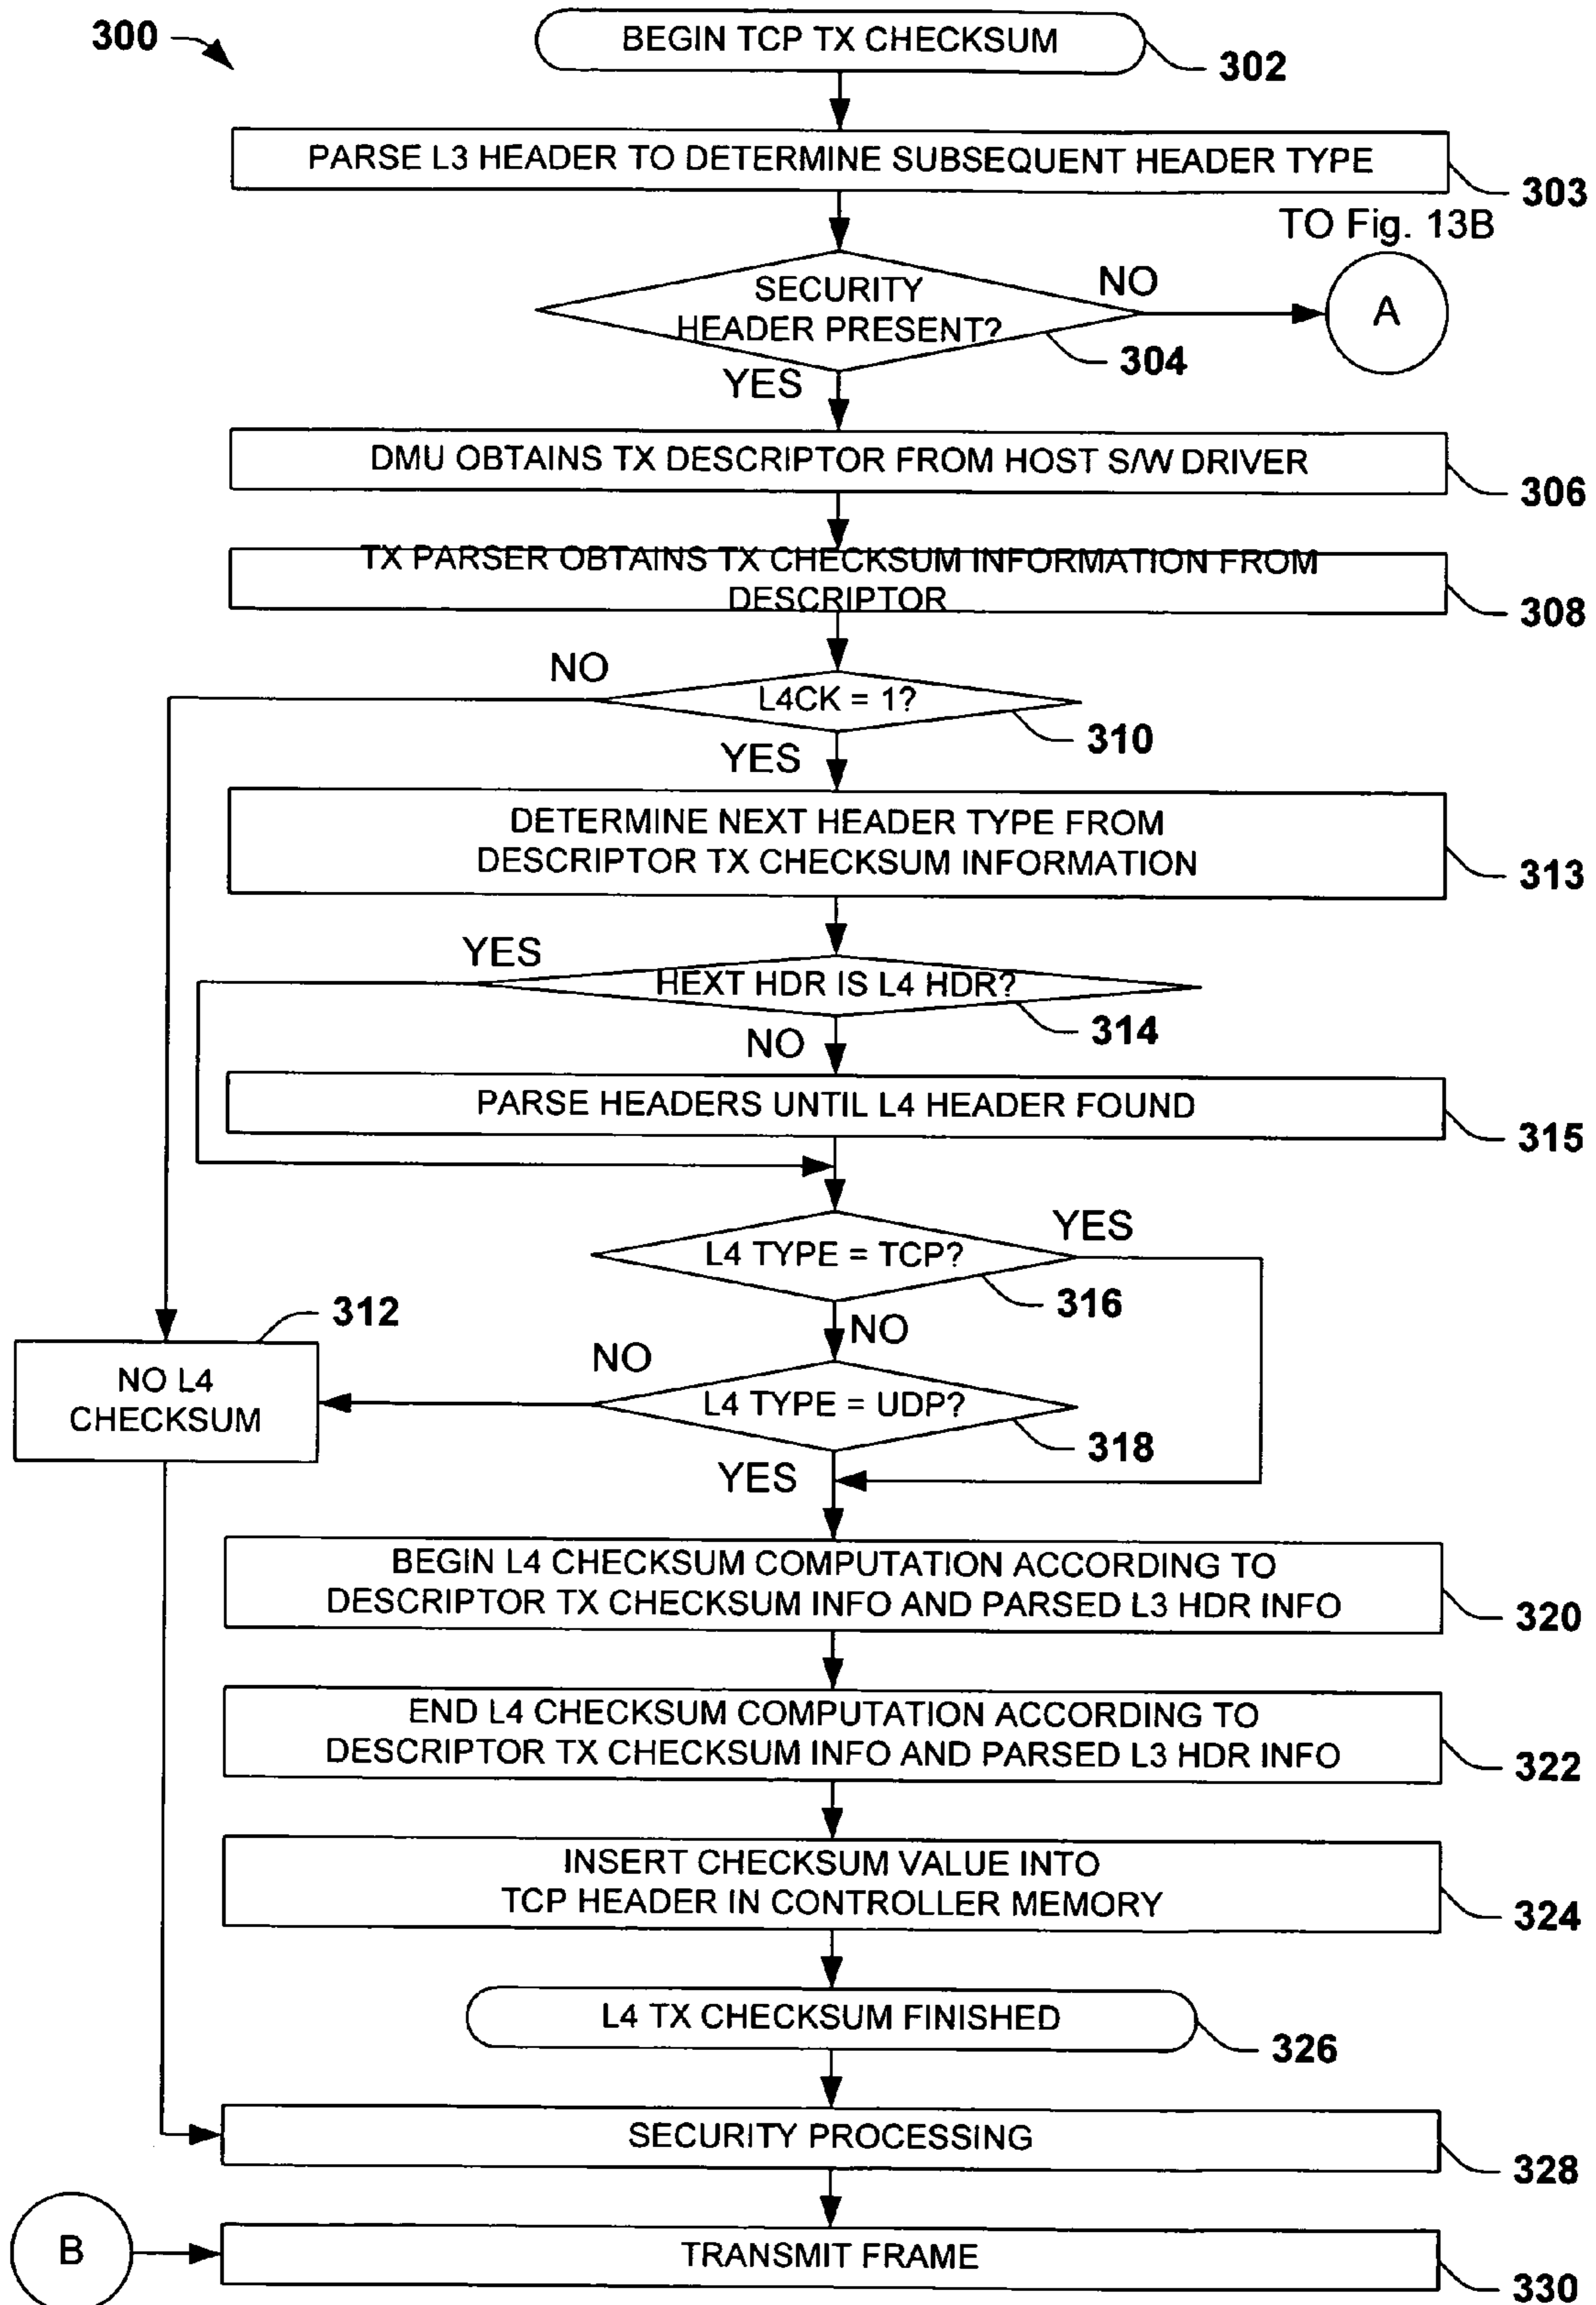 300
BEGIN TCP TX CHECKSUM
302
PARSE L3 HEADER TO DETERMINE SUBSEQUENT HEADER TYPE
303
TO Fig. 13B
SECURITY
HEADER PRESENT?
NO
A
304
YES
DMU OBTAINS TX DESCRIPTOR FROM HOST S/W DRIVER
306
TX PARSER OBTAINS TX CHECKSUM INFORMATION FROM
DESCRIPTOR
308
NO
L4CK = 1?
310
YES
DETERMINE NEXT HEADER TYPE FROM
DESCRIPTOR TX CHECKSUM INFORMATION
313
YES
HEXT HDR IS L4 HDR?
314
NO
PARSE HEADERS UNTIL L4 HEADER FOUND
315
YES
L4 TYPE = TCP?
316
312
NO
NO
NO L4
CHECKSUM
L4 TYPE = UDP?
318
YES
BEGIN L4 CHECKSUM COMPUTATION ACCORDING TO
DESCRIPTOR TX CHECKSUM INFO AND PARSED L3 HDR INFO
320
END L4 CHECKSUM COMPUTATION ACCORDING TO
DESCRIPTOR TX CHECKSUM INFO AND PARSED L3 HDR INFO
322
INSERT CHECKSUM VALUE INTO
TCP HEADER IN CONTROLLER MEMORY
324
L4 TX CHECKSUM FINISHED
326
SECURITY PROCESSING
328
B
TRANSMIT FRAME
330